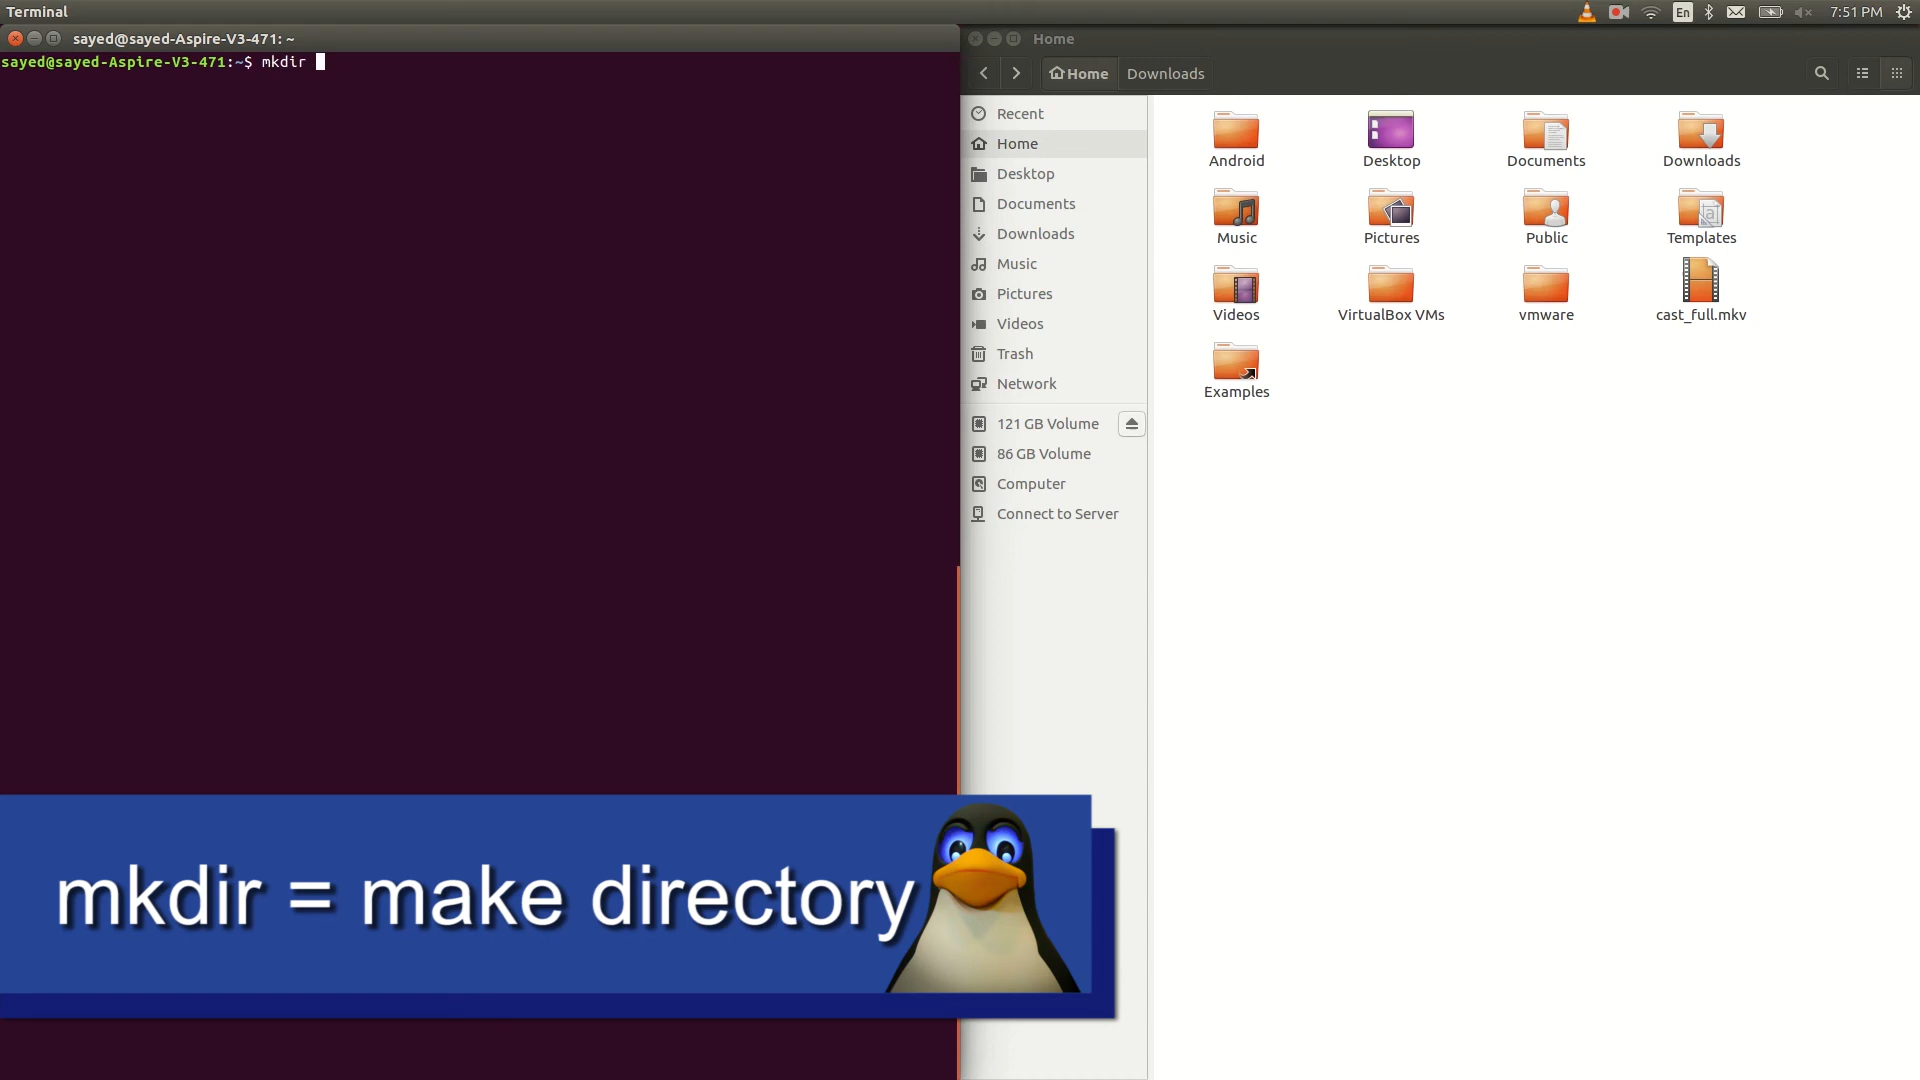 Terminal
En
7:51 PM
sayed@sayed-Aspire-V3-471: ~
sayed@sayed-Aspire-V3-471:~$ mkdir
Home
Home
Downloads
Recent
Home
Desktop
Documents
Downloads
Music
Pictures
Videos
Trash
Network
121 GB Volume
86 GB Volume
Computer
Connect to Server
Android
Desktop
Documents
Downloads
Music
Pictures
Public
Templates
Videos
VirtualBox VMs
vmware
cast_full.mkv
Examples
mkdir = make directory